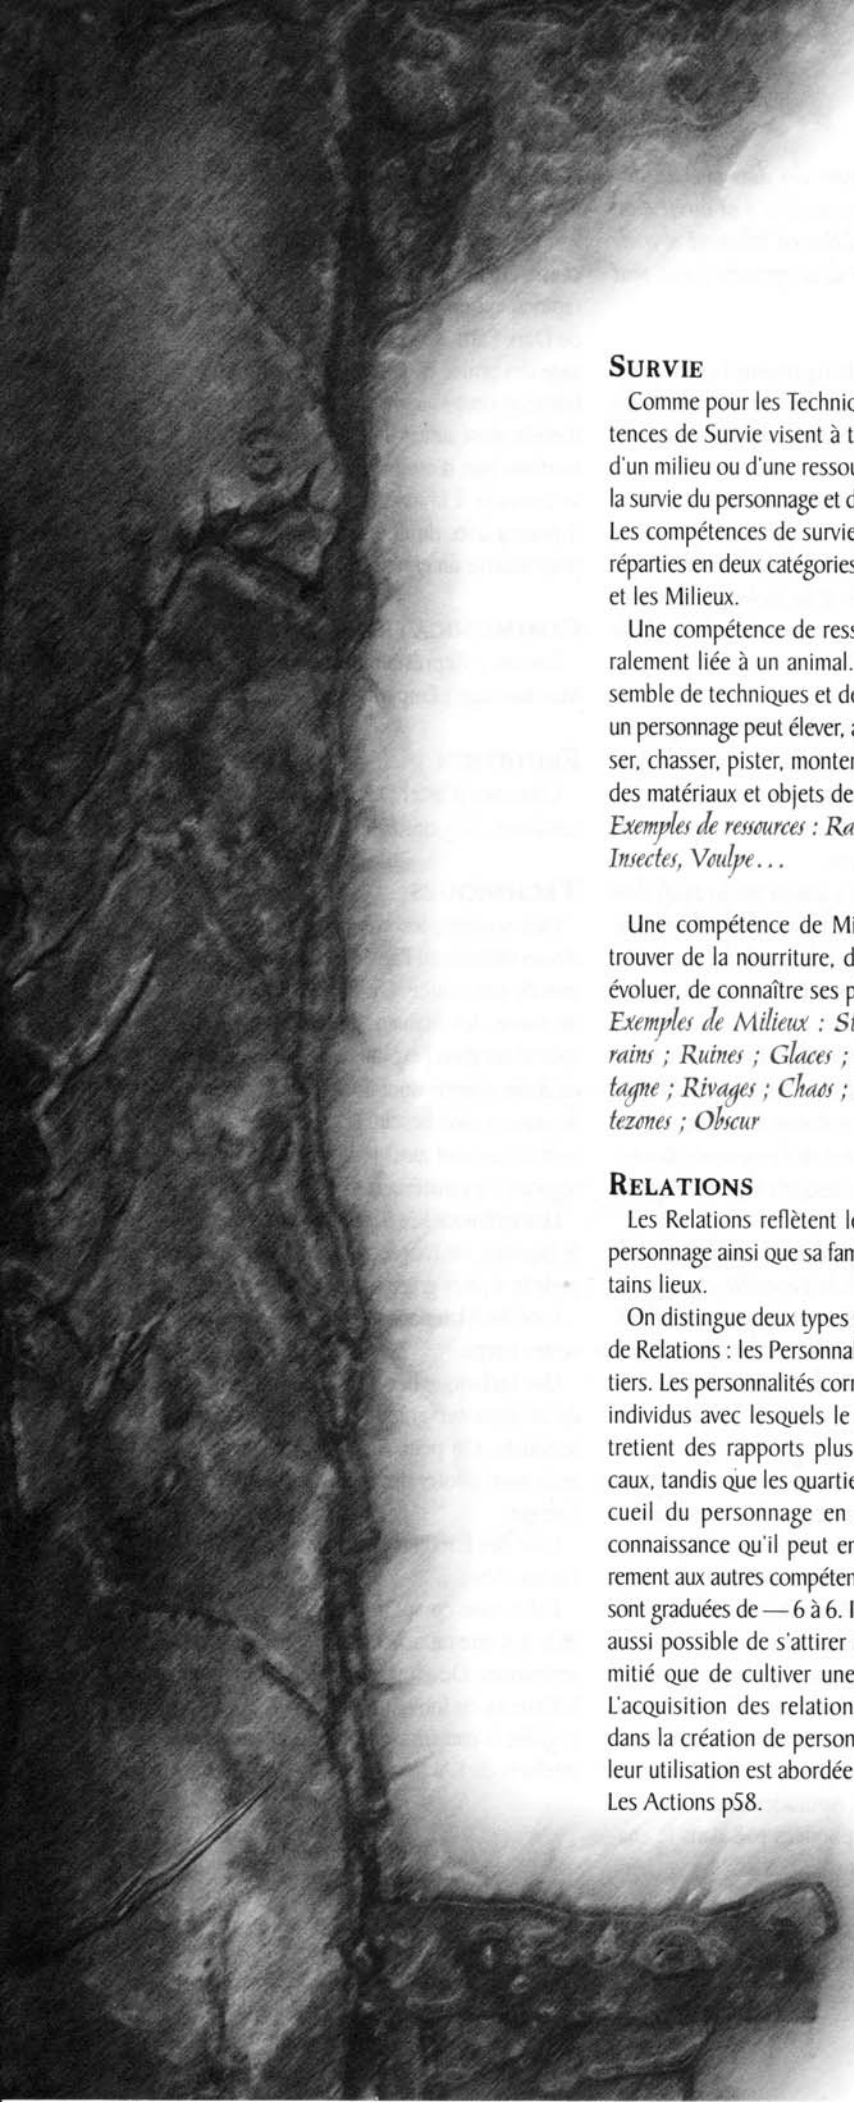 SURVIE
Comme pour les Techniq
tences de Survie visent à t
d'un milieu ou d'une ressou
la survie du personnage et d
Les compétences de survie
réparties en deux catégories
et les Milieux.
Une compétence de ress
ralement liée à un animal.
semble de techniques et de
un personnage peut élever, a
ser, chasser, pister, monter
des matériaux et objets de
Exemples de ressources : Ra
Insectes, Voulpe...
Une compétence de Mi
trouver de la nourriture, d
évoluer, de connaître ses p
Exemples de Milieux : St
rains ; Ruines ; Glaces ;
tagne ; Rivages ; Chaos ;
tezones ; Obscur
RELATIONS
Les Relations reflètent le
personnage ainsi que sa fam
tains lieux.
On distingue deux types
de Relations : les Personnal
tiers. Les personnalités corr
individus avec lesquels le
tretient des rapports plus
caux, tandis que les quartie
cueil du personnage en
connaissance qu'il peut en
rement aux autres compéten
sont graduées de — 6 à 6. I
aussi possible de s'attirer
mitié que de cultiver une
L'acquisition des relation
dans la création de person
leur utilisation est abordée
Les Actions p58.